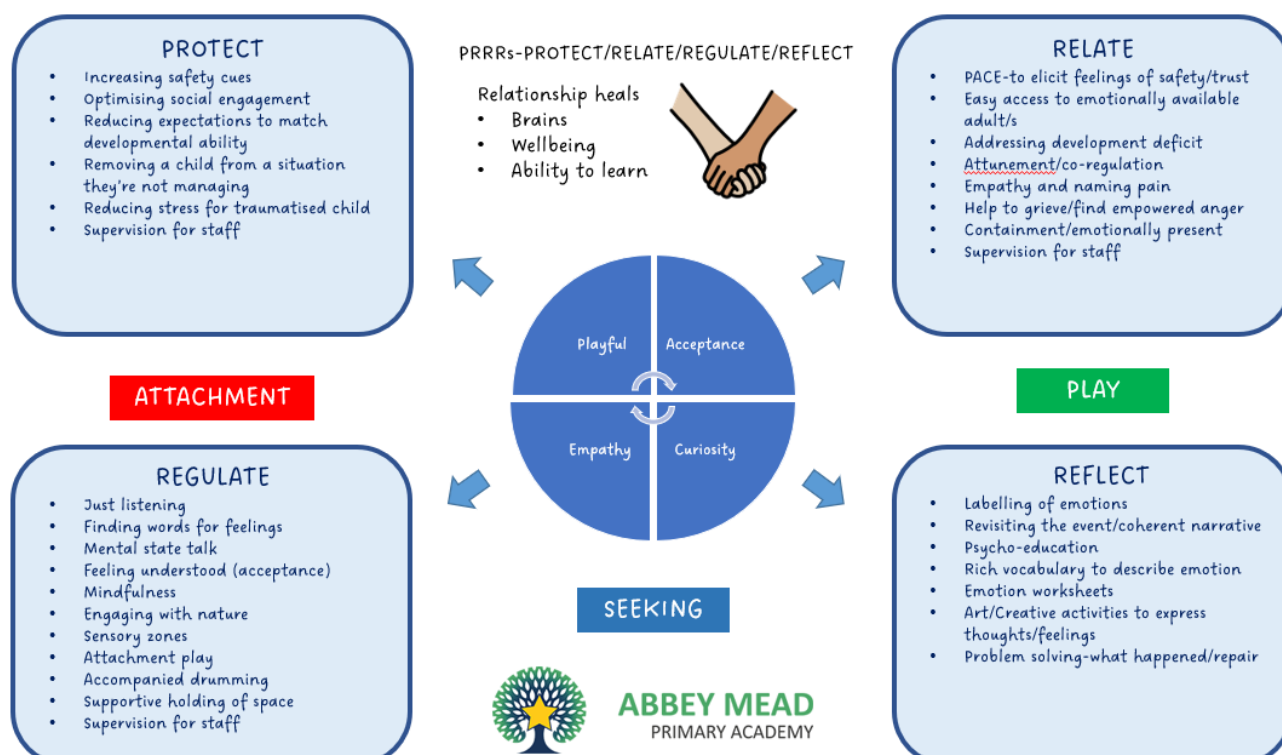 PROTECT
• Increasing safety cues
• Optimising social engagement
• Reducing expectations to match
developmental ability
• Removing a child from a situation
they're not managing
• Reducing stress for traumatised child
• Supervision for staff
PRRRs-PROTECT/RELATE/REGULATE/REFLECT
Relationship heals
• Brains
• Wellbeing
• Ability to learn
RELATE
• PACE-to elicit feelings of safety/trust
• Easy access to emotionally available
adult/s
• Addressing development deficit
• Attunement/co-regulation
• Empathy and naming pain
• Help to grieve/find empowered anger
• Containment/emotionally present
• Supervision for staff
Playful
Acceptance
Empathy
Curiosity
ATTACHMENT
PLAY
REGULATE
• Just listening
• Finding words for feelings
• Mental state talk
• Feeling understood (acceptance)
• Mindfulness
• Engaging with nature
• Sensory zones
• Attachment play
• Accompanied drumming
• Supportive holding of space
• Supervision for staff
SEEKING
REFLECT
• Labelling of emotions
• Revisiting the event/coherent narrative
• Psycho-education
• Rich vocabulary to describe emotion
• Emotion worksheets
• Art/Creative activities to express
thoughts/feelings
• Problem solving-what happened/repair
ABBEY MEAD
PRIMARY ACADEMY